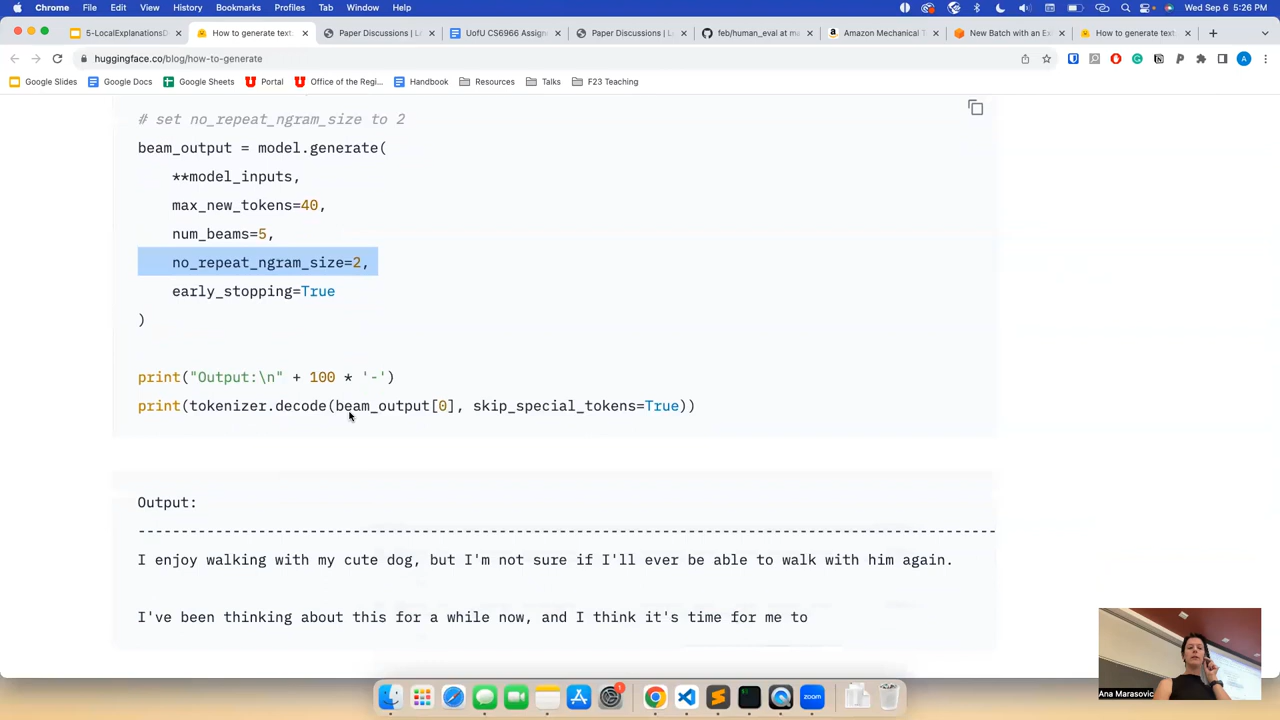 Chrome File Edit View History Bookmarks Profiles Tab Window Help Wed Sep 6 5:26 PM
5-LocalExplanationsD How to generate text Paper Discussions | L UofU CS6966 Assign Paper Discussions | L feb/human_eval at ma Amazon Mechanical T New Batch with an Ex How to generate text
huggingface.co/blog/how-to-generate
Google Slides Google Docs Google Sheets Portal Office of the Regi... Handbook Resources Talks F23 Teaching
# set no_repeat_ngram_size to 2
beam_output = model.generate(
**model_inputs,
max_new_tokens=40,
num_beams=5,
no_repeat_ngram_size=2,
early_stopping=True
)
print("Output:\n" + 100 * '-')
print(tokenizer.decode(beam_output[0], skip_special_tokens=True))
Output:
----------------------------------------------------------------------------------------------------
I enjoy walking with my cute dog, but I'm not sure if I'll ever be able to walk with him again.
I've been thinking about this for a while now, and I think it's time for me to
Ana Marasovic
zoom